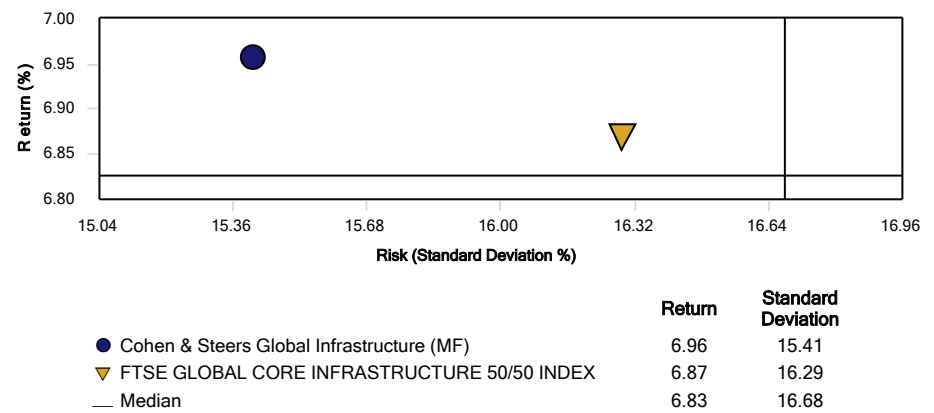 7.00
6.95
6.90
6.85
6.80
Return (%)
15.04 15.36 15.68 16.00 16.32 16.64 16.96
Risk (Standard Deviation %)
Return Standard
Deviation
Cohen & Steers Global Infrastructure (MF) 6.96 15.41
FTSE GLOBAL CORE INFRASTRUCTURE 50/50 INDEX 6.87 16.29
Median 6.83 16.68